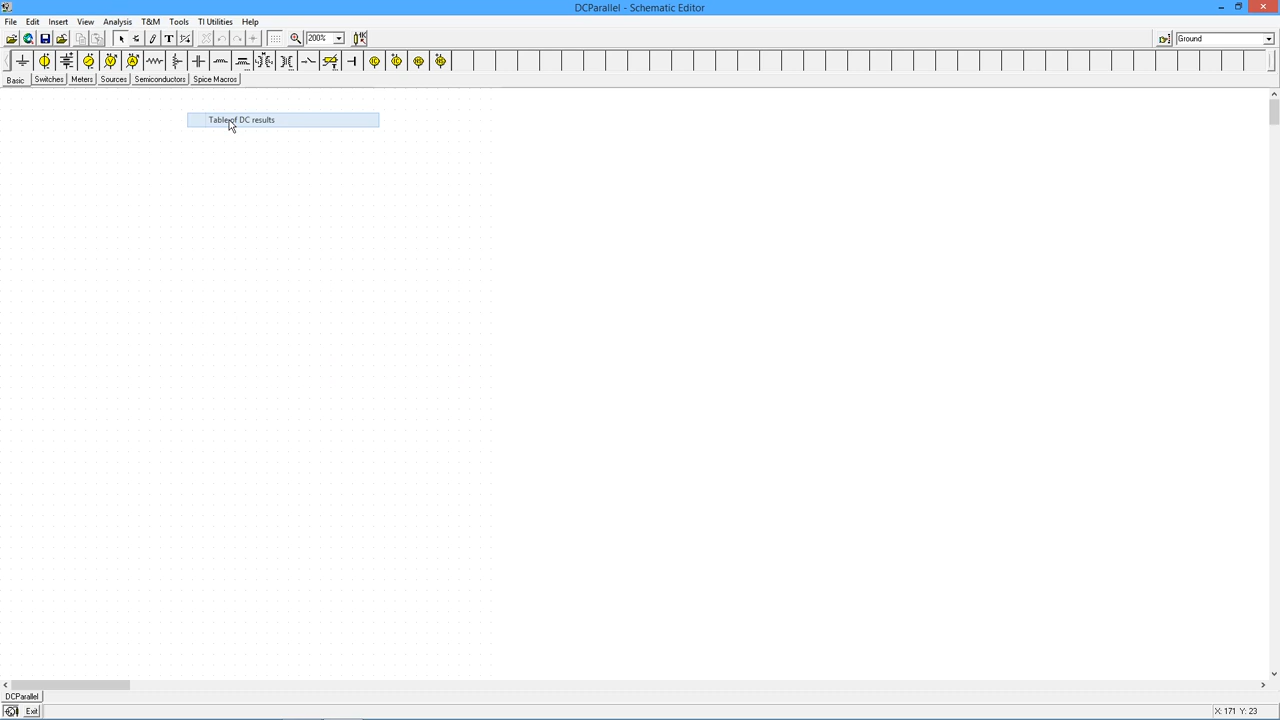 DCParallel - Schematic Editor
File Edit Insert View Analysis T&M Tools TI Utilities Help
200% Ground
Basic Switches Meters Sources Semiconductors Spice Macros
Table of DC results
DCParallel
Exit X: 171 Y: 23